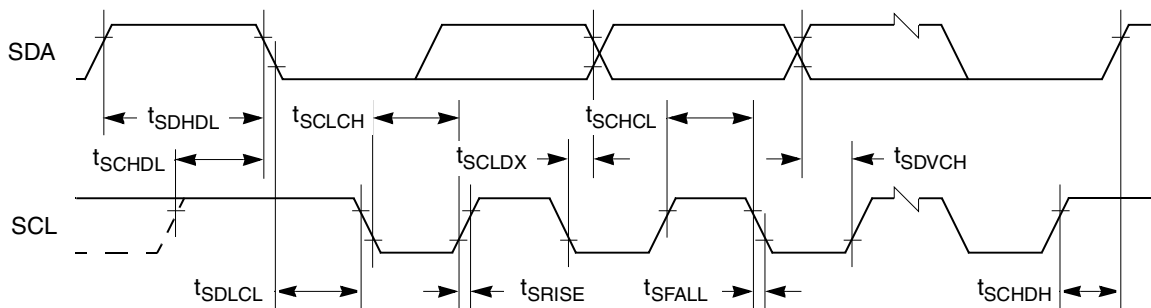 SDA
tSDHDL
tSCLCH
tSCHCL
tSCHDL
tSCLDX
tSDVCH
SCL
tSDLCL
tSRISE
tSFALL
tSCHDH